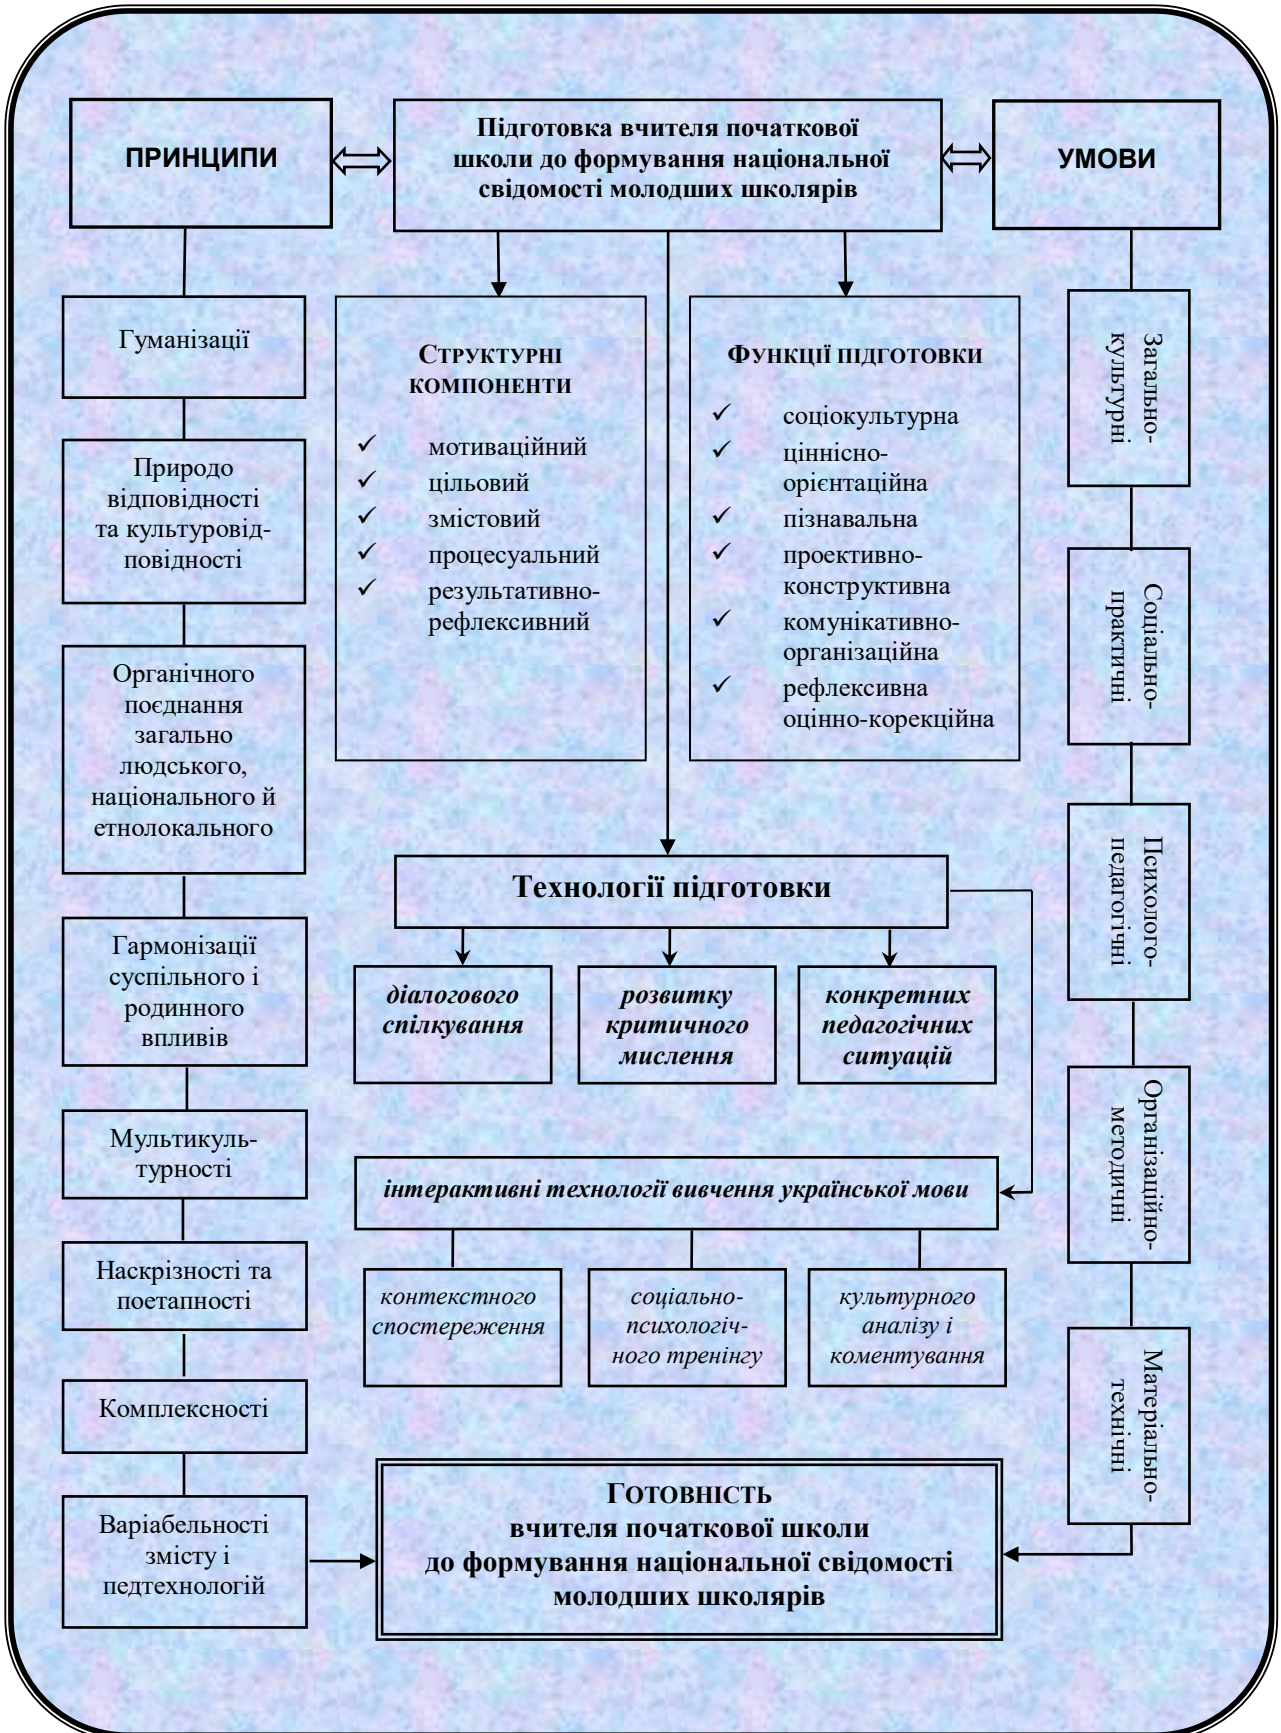 ПРИНЦИПИ
Підготовка вчителя початкової
школи до формування національної
свідомості молодших школярів
УМОВИ
Гуманізації
Природо
відповідності
та культуровід-
повідності
Органічного
поєднання
загально
людського,
національного й
етнолокального
Гармонізації
суспільного і
родинного
впливів
Мультикуль-
турності
Наскрізності та
поетапності
Комплексності
Варіабельності
змісту і
педтехнологій
СТРУКТУРНІ
КОМПОНЕНТИ
✓ мотиваційний
✓ цільовий
✓ змістовий
✓ процесуальний
✓ результативно-
рефлексивний
ФУНКЦІЇ ПІДГОТОВКИ
✓ соціокультурна
✓ ціннісно-
орієнтаційна
✓ пізнавальна
✓ проективно-
конструктивна
✓ комунікативно-
організаційна
✓ рефлексивна
оцінно-корекційна
Технології підготовки
діалогового
спілкування
розвитку
критичного
мислення
конкретних
педагогічних
ситуацій
інтерактивні технології вивчення української мови
контекстного
спостереження
соціально-
психологіч-
ного тренінгу
культурного
аналізу і
коментування
Загально-
культурні
Соціально-
практичні
Психолого-
педагогічні
Організаційно-
методичні
Матеріально-
технічні
ГОТОВНІСТЬ
вчителя початкової школи
до формування національної свідомості
молодших школярів